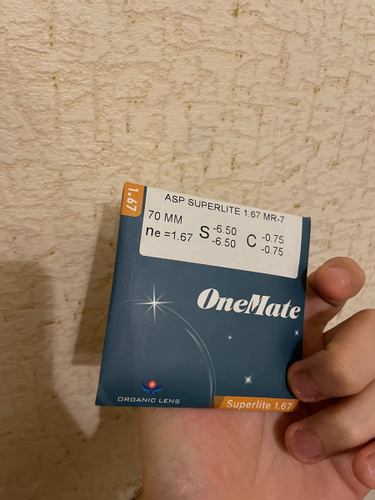 1.67
ASP SUPERLITE 1.67 MR-7
70 MM
ne =1.67
S -6.50
-6.50
C -0.75
-0.75
OneMate
ORGANIC LENS
Superlite 1.67